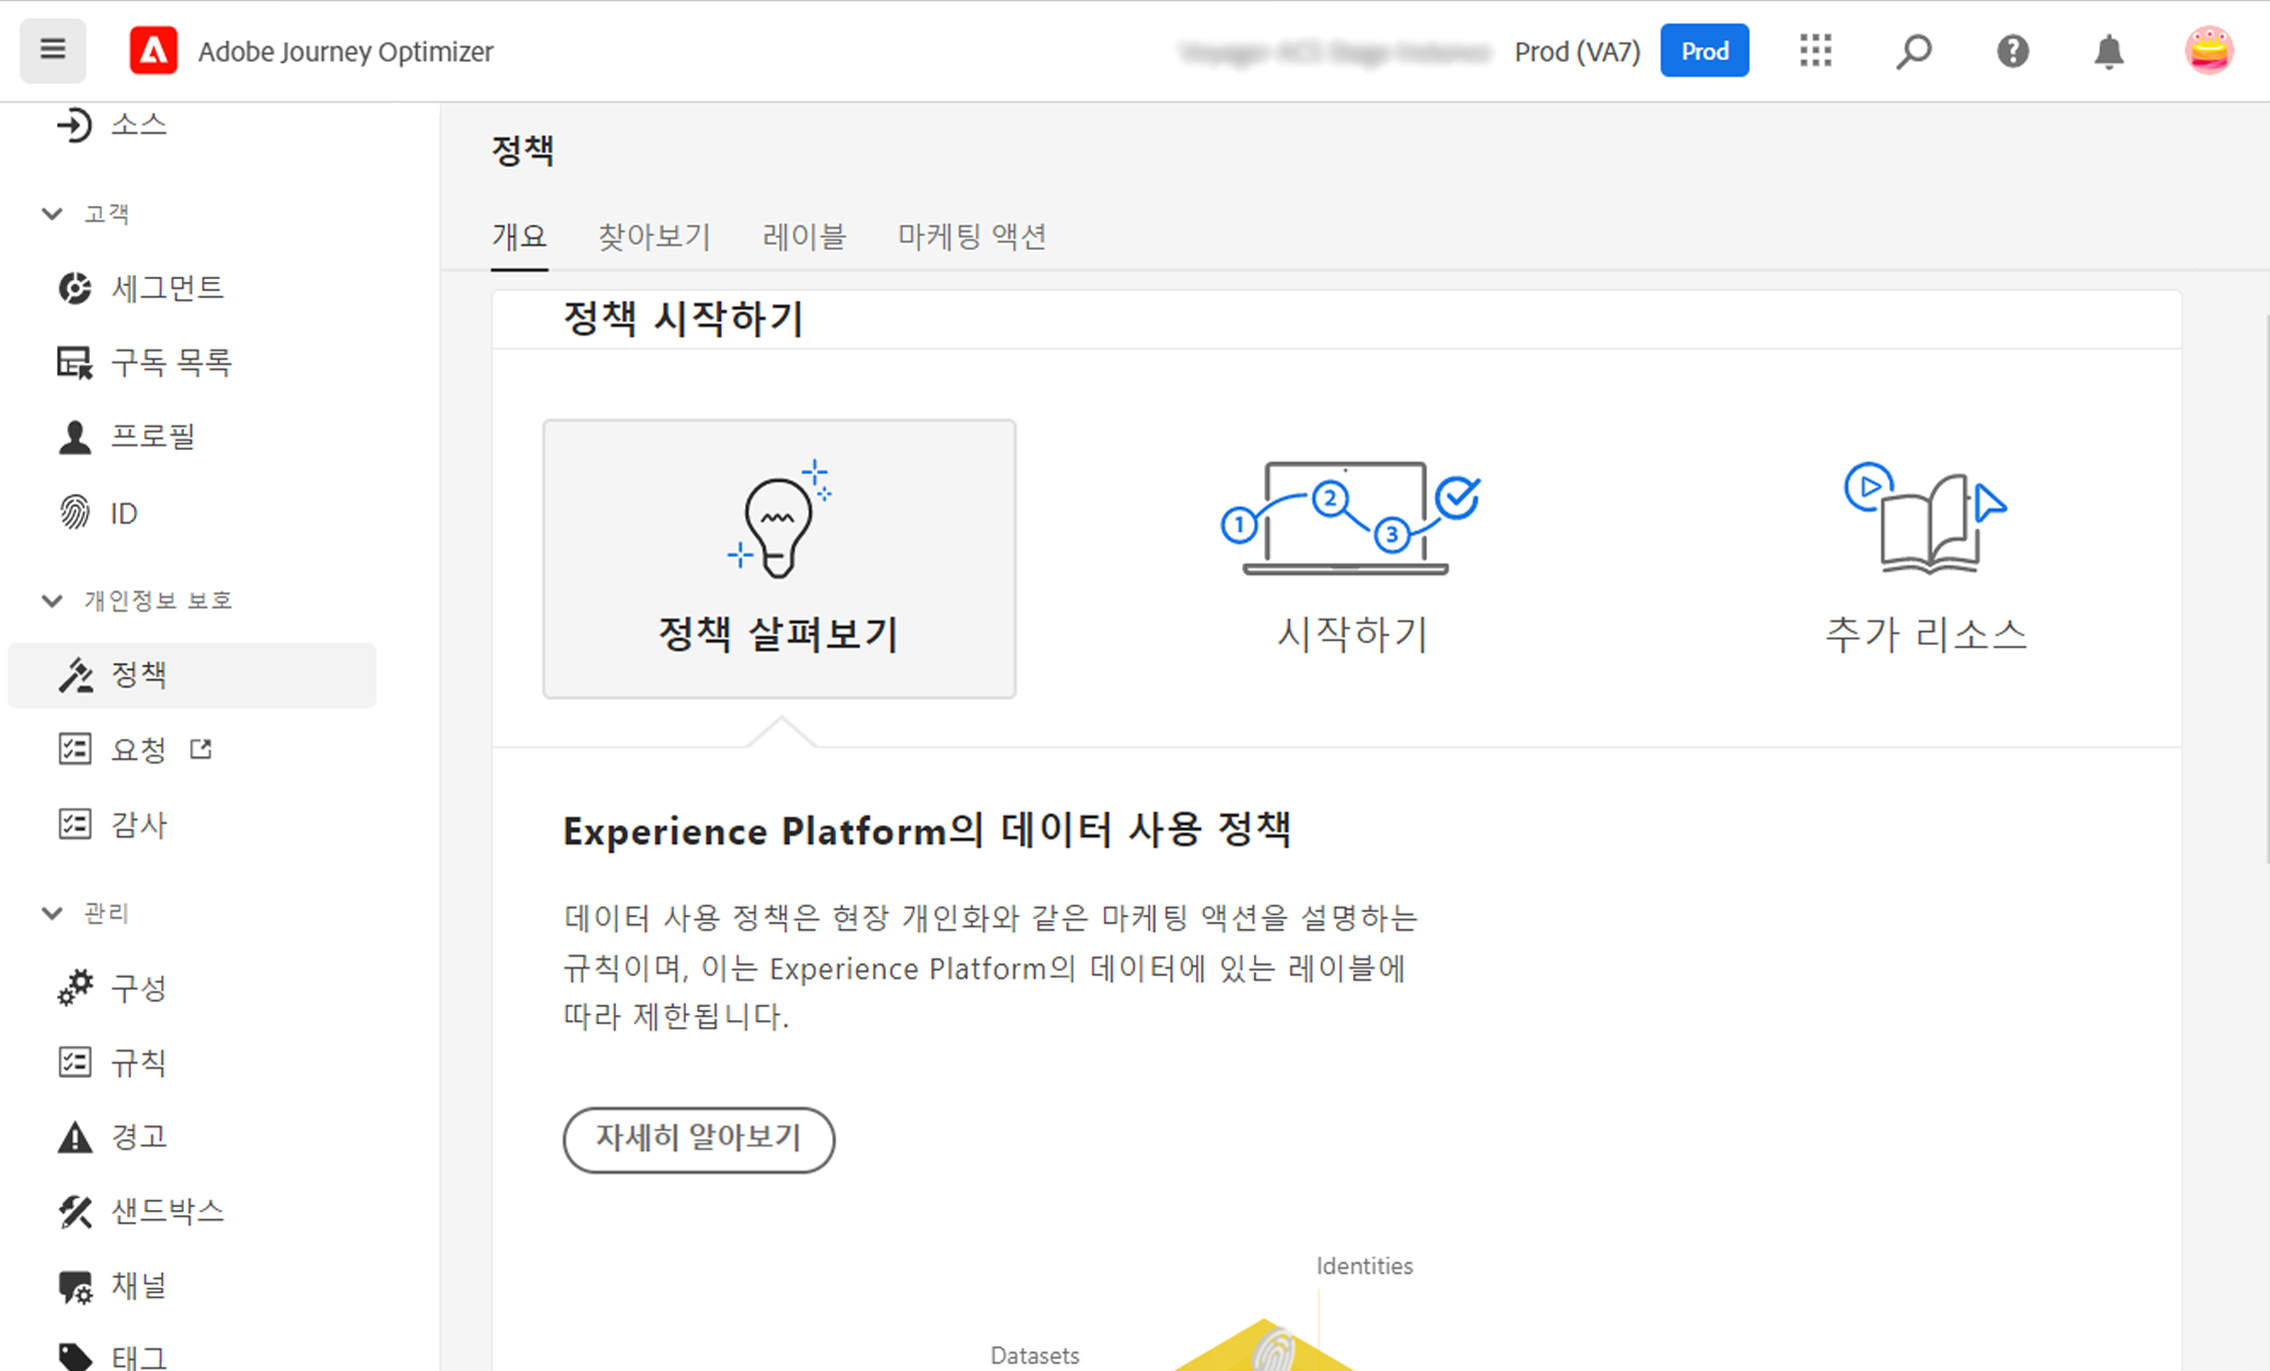 Adobe Journey Optimizer
Prod (VA7)
Prod
소스
고객
세그먼트
구독 목록
프로필
ID
개인정보 보호
정책
요청
감사
관리
구성
규칙
경고
샌드박스
채널
태그
정책
개요
찾아보기
레이블
마케팅 액션
정책 시작하기
정책 살펴보기
1
2
3
시작하기
추가 리소스
Experience Platform의 데이터 사용 정책
데이터 사용 정책은 현장 개인화와 같은 마케팅 액션을 설명하는
규칙이며, 이는 Experience Platform의 데이터에 있는 레이블에
따라 제한됩니다.
자세히 알아보기
Identities
Datasets